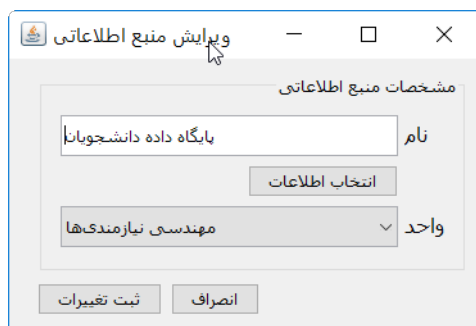 ویرایش منبع اطلاعاتی
مشخصات منبع اطلاعاتی
نام
پایگاه داده دانشجویان
انتخاب اطلاعات
واحد
مهندسی نیازمندی‌ها
انصراف
ثبت تغییرات